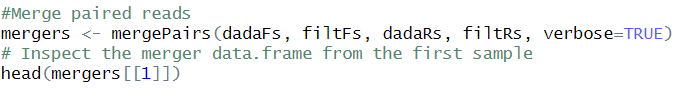 #Merge paired reads
mergers <- mergePairs(dadaFs, filtFs, dadaRs, filtRs, verbose=TRUE)
# Inspect the merger data.frame from the first sample
head(mergers[[1]])